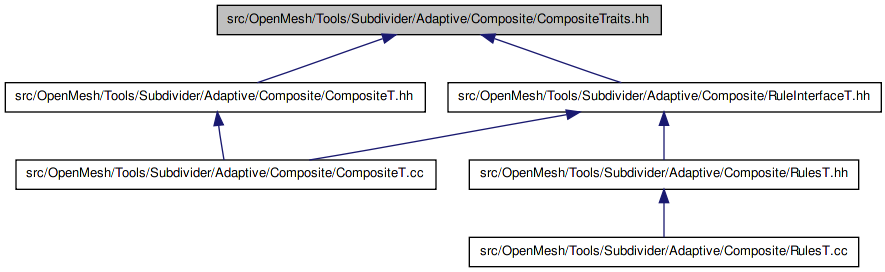 src/OpenMesh/Tools/Subdivider/Adaptive/Composite/CompositeTraits.hh
src/OpenMesh/Tools/Subdivider/Adaptive/Composite/CompositeT.hh
src/OpenMesh/Tools/Subdivider/Adaptive/Composite/RuleInterfaceT.hh
src/OpenMesh/Tools/Subdivider/Adaptive/Composite/CompositeT.cc
src/OpenMesh/Tools/Subdivider/Adaptive/Composite/RulesT.hh
src/OpenMesh/Tools/Subdivider/Adaptive/Composite/RulesT.cc